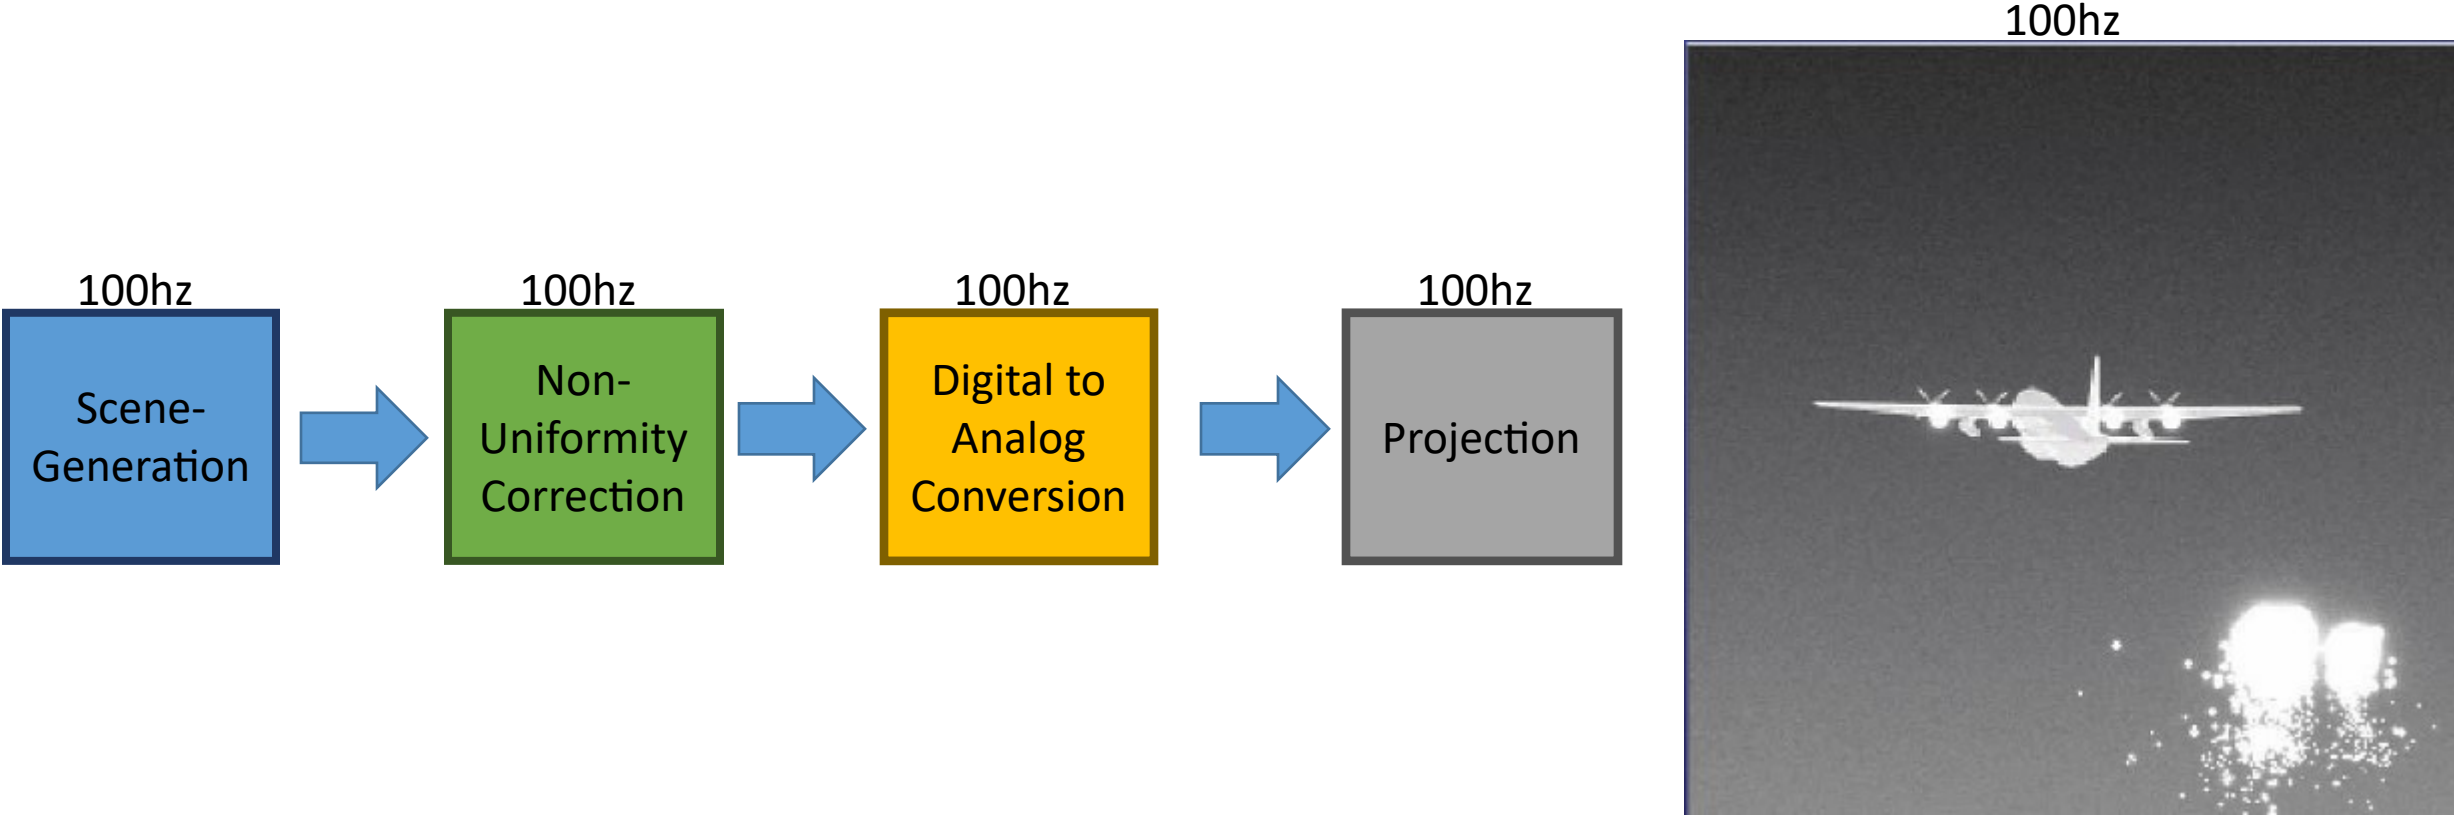 100hz
100hz
Scene-
Generation
100hz
Non-
Uniformity
Correction
100hz
Digital to
Analog
Conversion
100hz
Projection